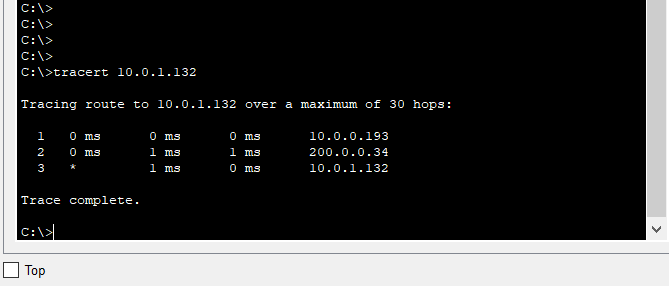 C:\>
C:\>
C:\>
C:\>
C:\>tracert 10.0.1.132
Tracing route to 10.0.1.132 over a maximum of 30 hops:
1 0 ms 0 ms 0 ms 10.0.0.193
2 0 ms 1 ms 1 ms 200.0.0.34
3 * 1 ms 0 ms 10.0.1.132
Trace complete.
C:\>
Top